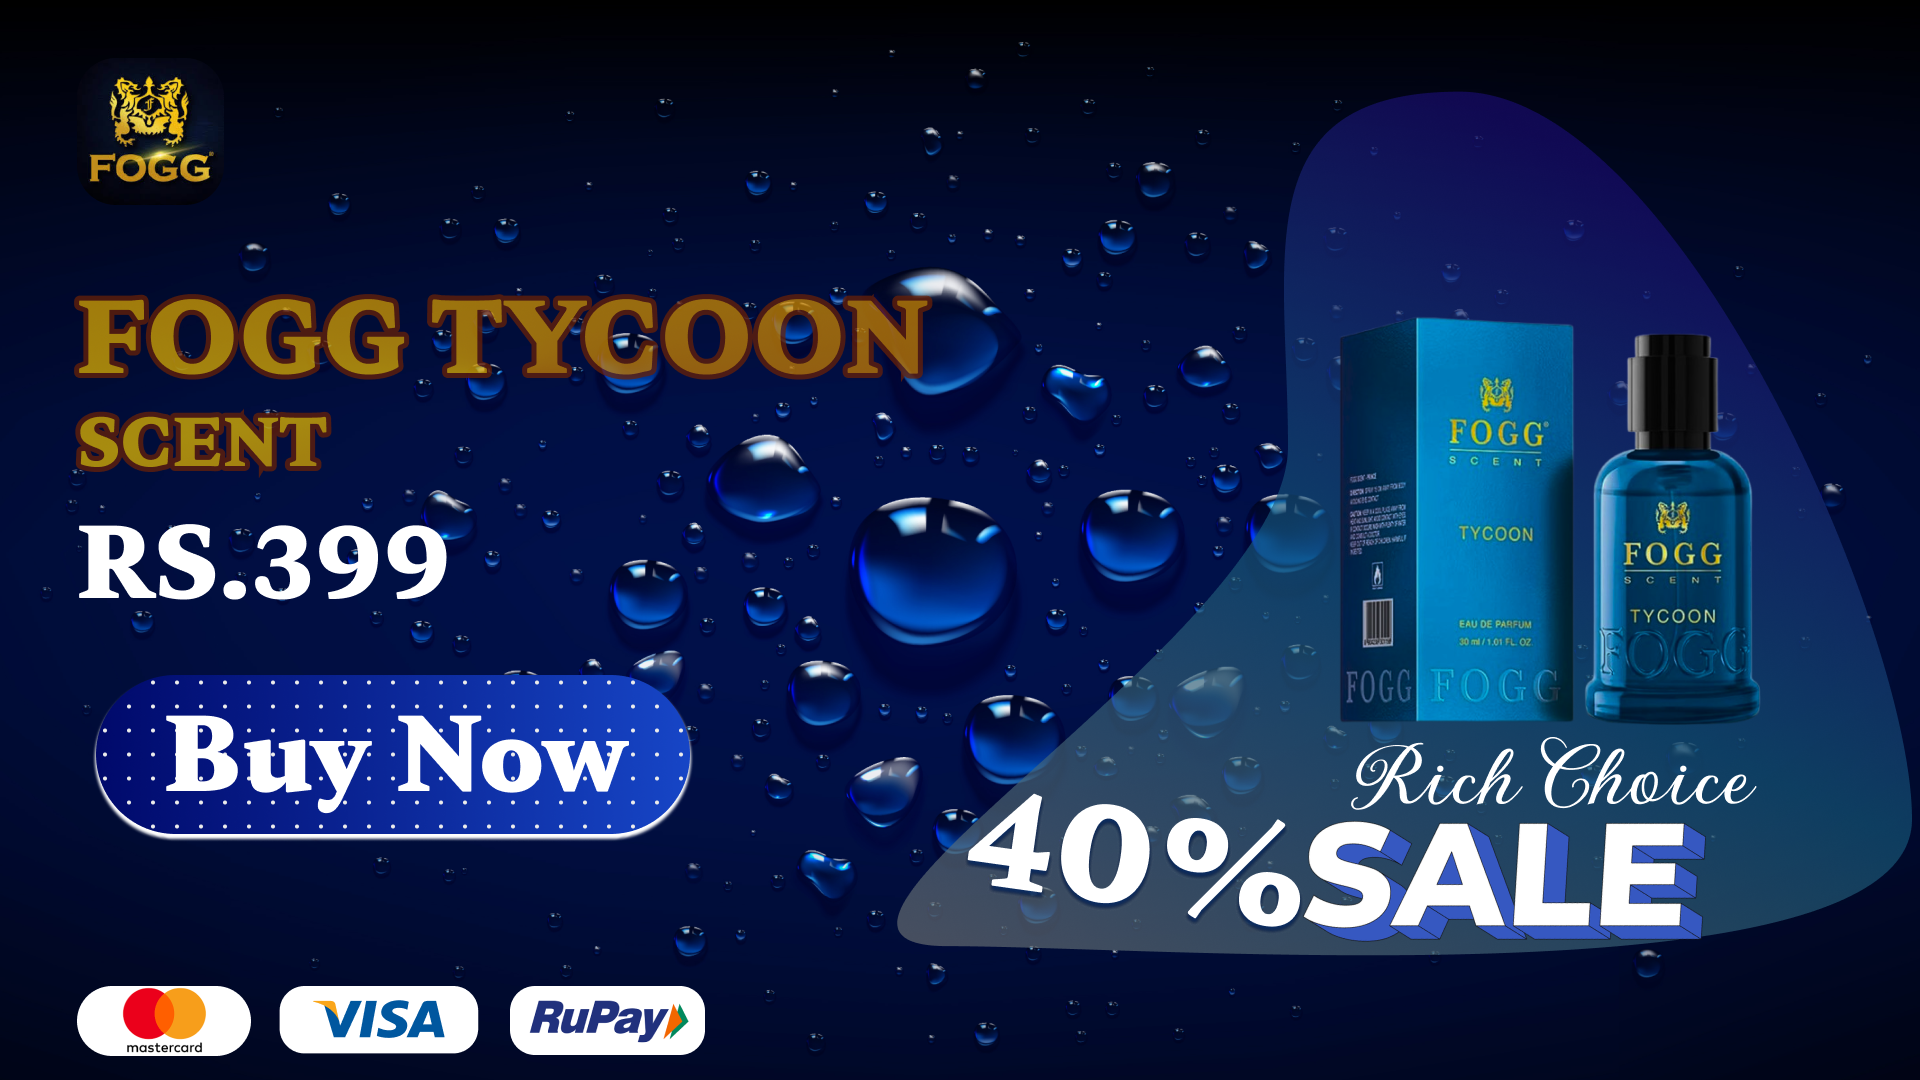 FOGG
FOGG TYCOON
SCENT
RS.399
Buy Now
mastercard
VISA
RuPay
FOGG
SCENT
TYCOON
EAU DE PARFUM
30 ml / 1.01 FL. OZ.
FOGG
FOGG
FOGG
SCENT
TYCOON
FOGG
Rich Choice
40%SALE